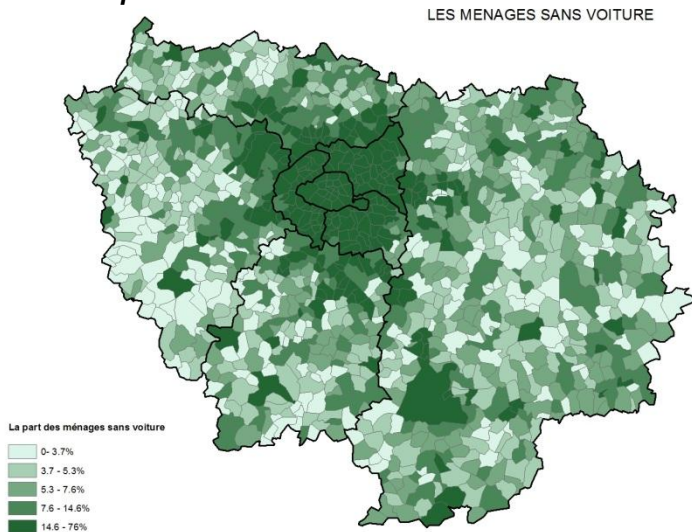 LES MENAGES SANS VOITURE
La part des ménages sans voiture
0- 3.7%
3.7 - 5.3%
5.3 - 7.6%
7.6 - 14.6%
14.6 - 76%